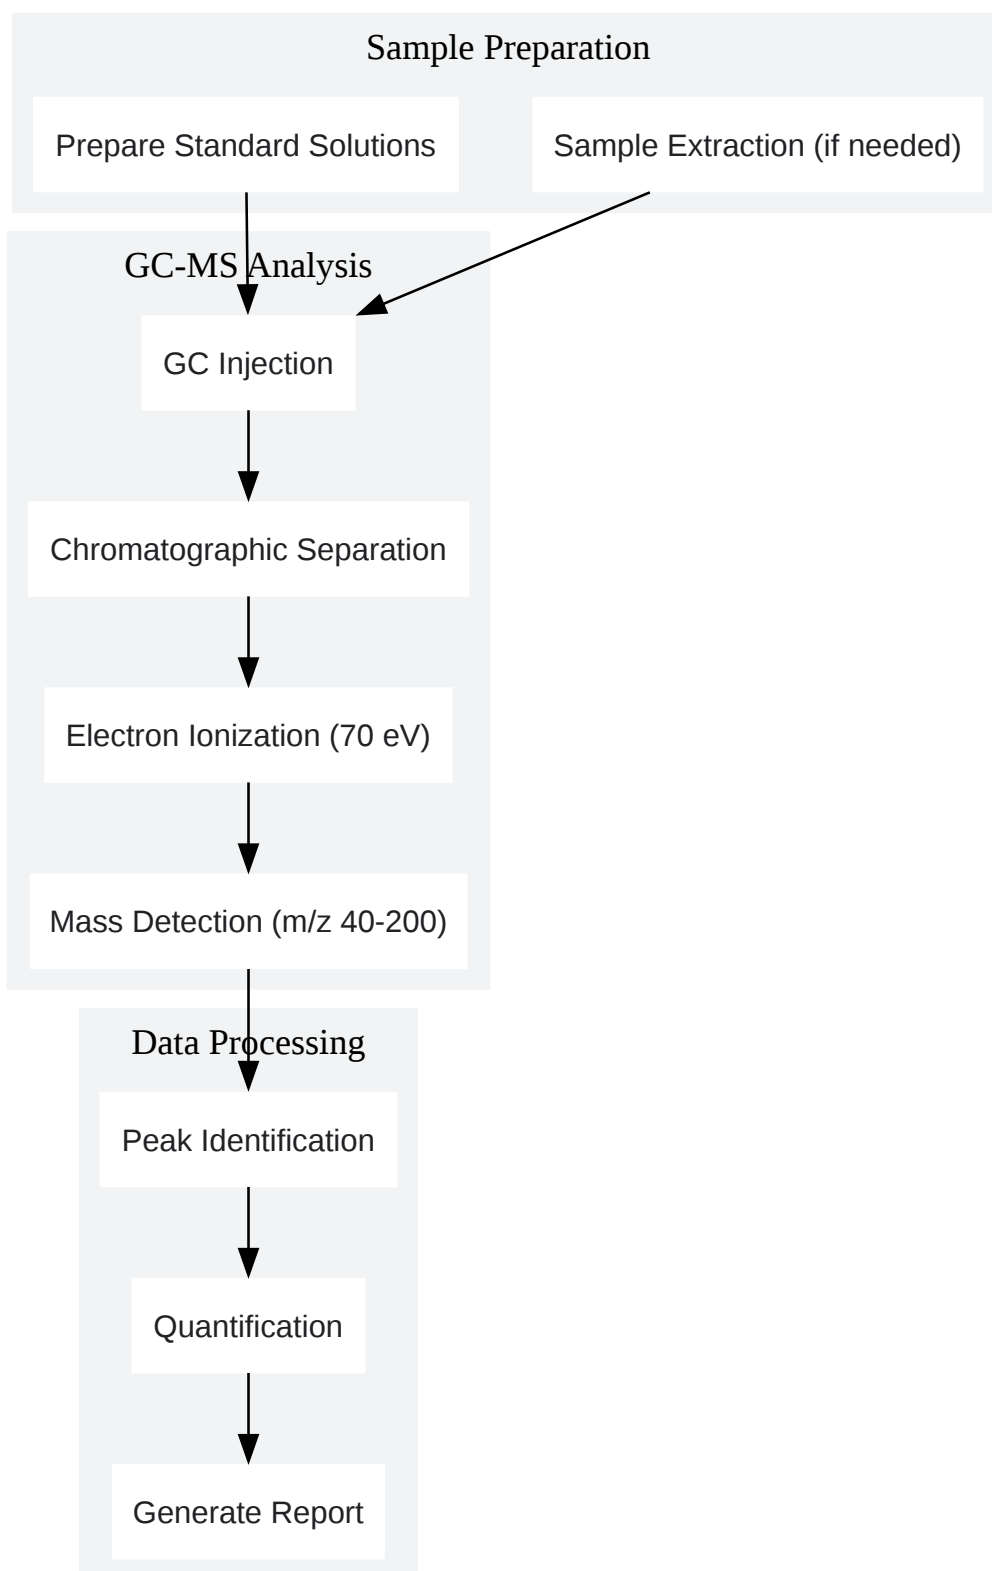 Sample Preparation
Prepare Standard Solutions
Sample Extraction (if needed)
GC-MS Analysis
GC Injection
Chromatographic Separation
Electron Ionization (70 eV)
Mass Detection (m/z 40-200)
Data Processing
Peak Identification
Quantification
Generate Report